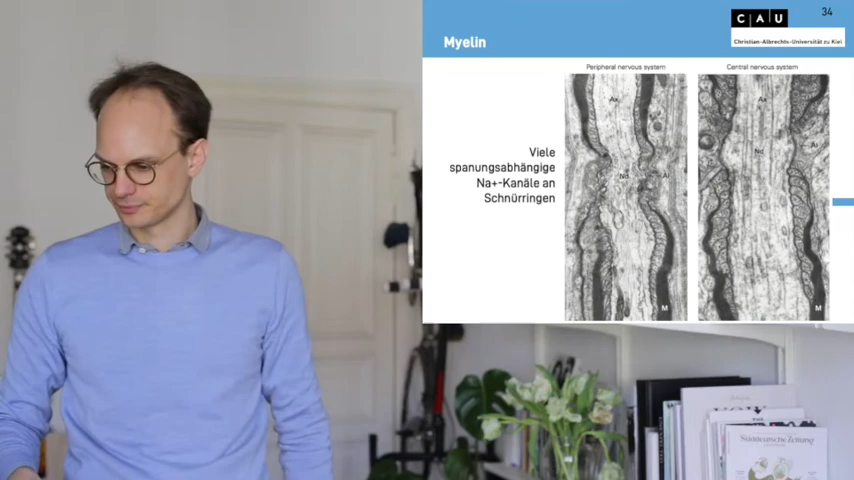 34
CAU
Christian-Albrechts-Universität zu Kiel
Myelin
Peripheral nervous system
Central nervous system
Viele
spanungsabhängige
Na+-Kanäle an
Schnürringen
Ax
Nd
Al
M
Ax
Nd
Al
M
Süddeutsche Zeitung